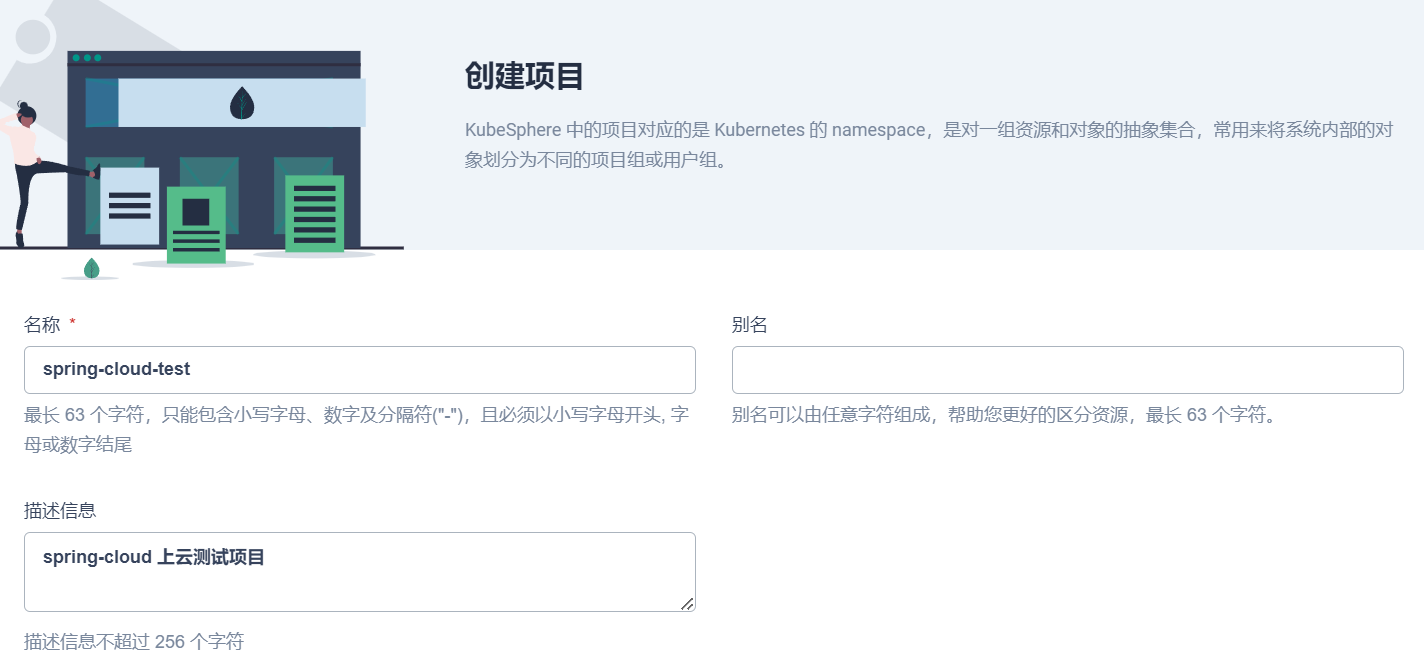 创建项目
KubeSphere 中的项目对应的是 Kubernetes 的 namespace，是对一组资源和对象的抽象集合，常用来将系统内部的对
象划分为不同的项目组或用户组。
名称 *
spring-cloud-test
最长 63 个字符，只能包含小写字母、数字及分隔符("-")，且必须以小写字母开头, 字
母或数字结尾
别名
别名可以由任意字符组成，帮助您更好的区分资源，最长 63 个字符。
描述信息
spring-cloud 上云测试项目
描述信息不超过 256 个字符